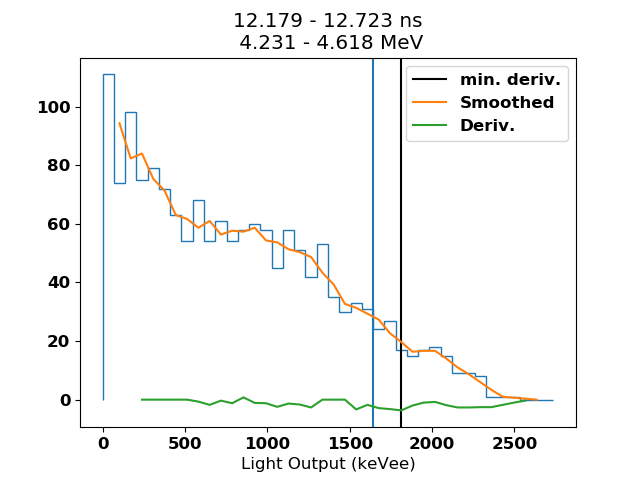 12.179 - 12.723 ns
4.231 - 4.618 MeV
min. deriv.
Smoothed
Deriv.
100
80
60
40
20
0
0 500 1000 1500 2000 2500
Light Output (keVee)